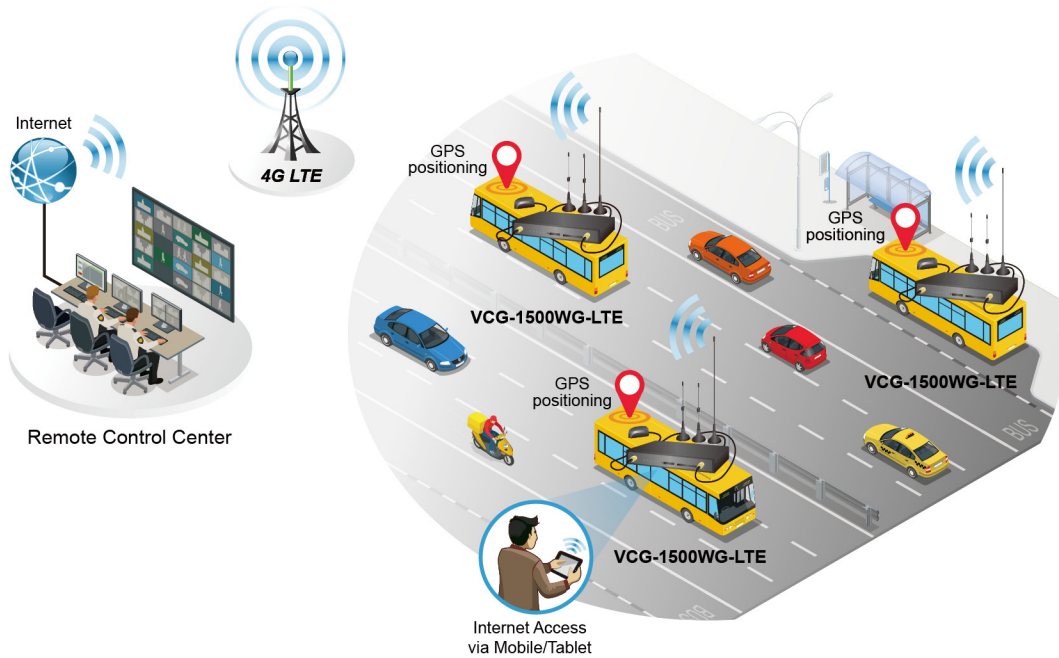 Internet
4G LTE
Remote Control Center
GPS
positioning
VCG-1500WG-LTE
BUS
GPS
positioning
VCG-1500WG-LTE
BUS
GPS
positioning
VCG-1500WG-LTE
BUS
Internet Access
via Mobile/Tablet